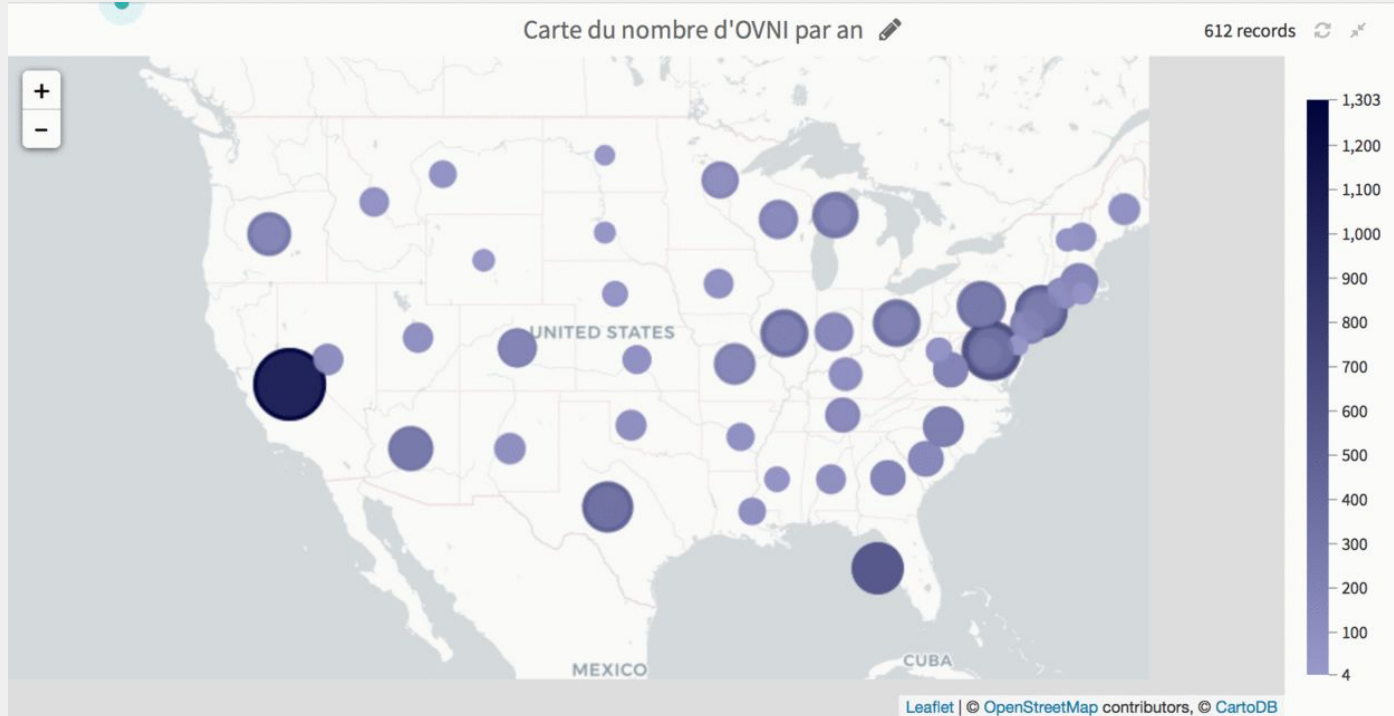 Carte du nombre d'OVNI par an
612 records
+
−
1,303
1,200
1,100
1,000
900
800
700
600
500
400
300
200
100
4
UNITED STATES
MEXICO
CUBA
Leaflet | © OpenStreetMap contributors, © CartoDB